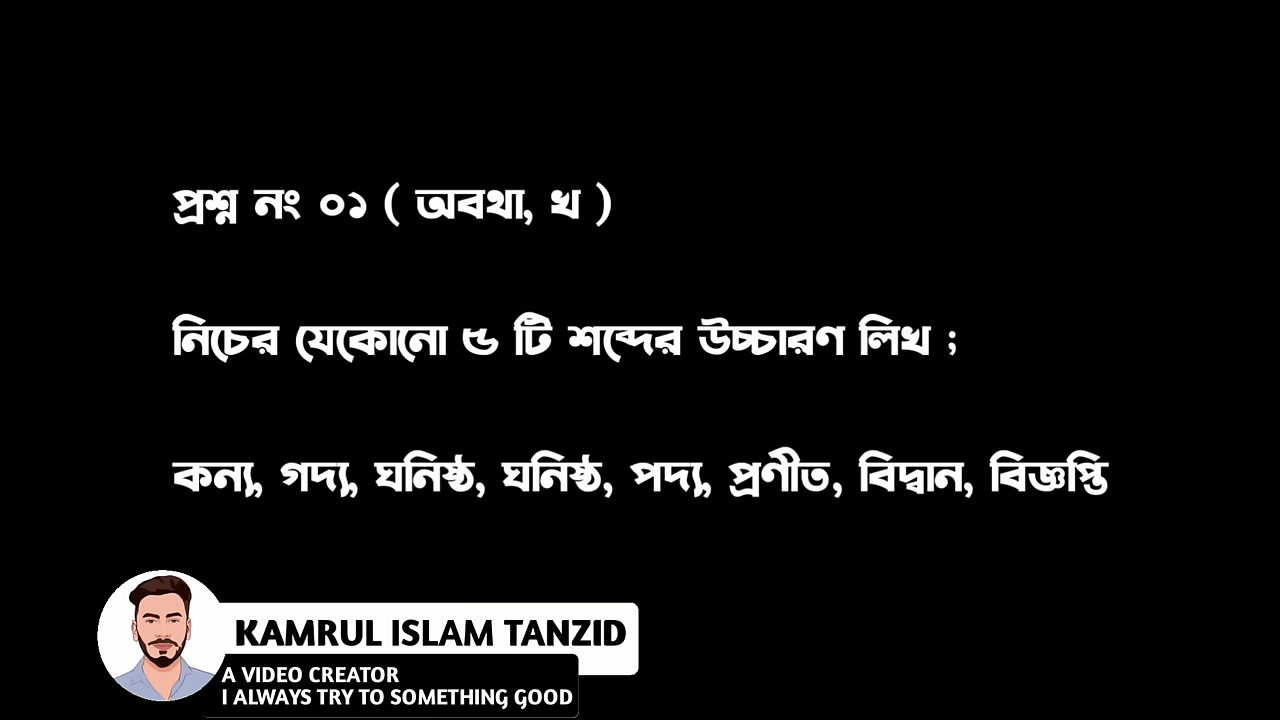 প্রশ্ন নং ০১ ( অবথা, খ )
নিচের যেকোনো ৫ টি শব্দের উচ্চারণ লিখ ;
কন্য, গদ্য, ঘনিষ্ঠ, ঘনিষ্ঠ, পদ্য, প্রণীত, বিদ্বান, বিজ্ঞপ্তি
KAMRUL ISLAM TANZID
A VIDEO CREATOR
I ALWAYS TRY TO SOMETHING GOOD